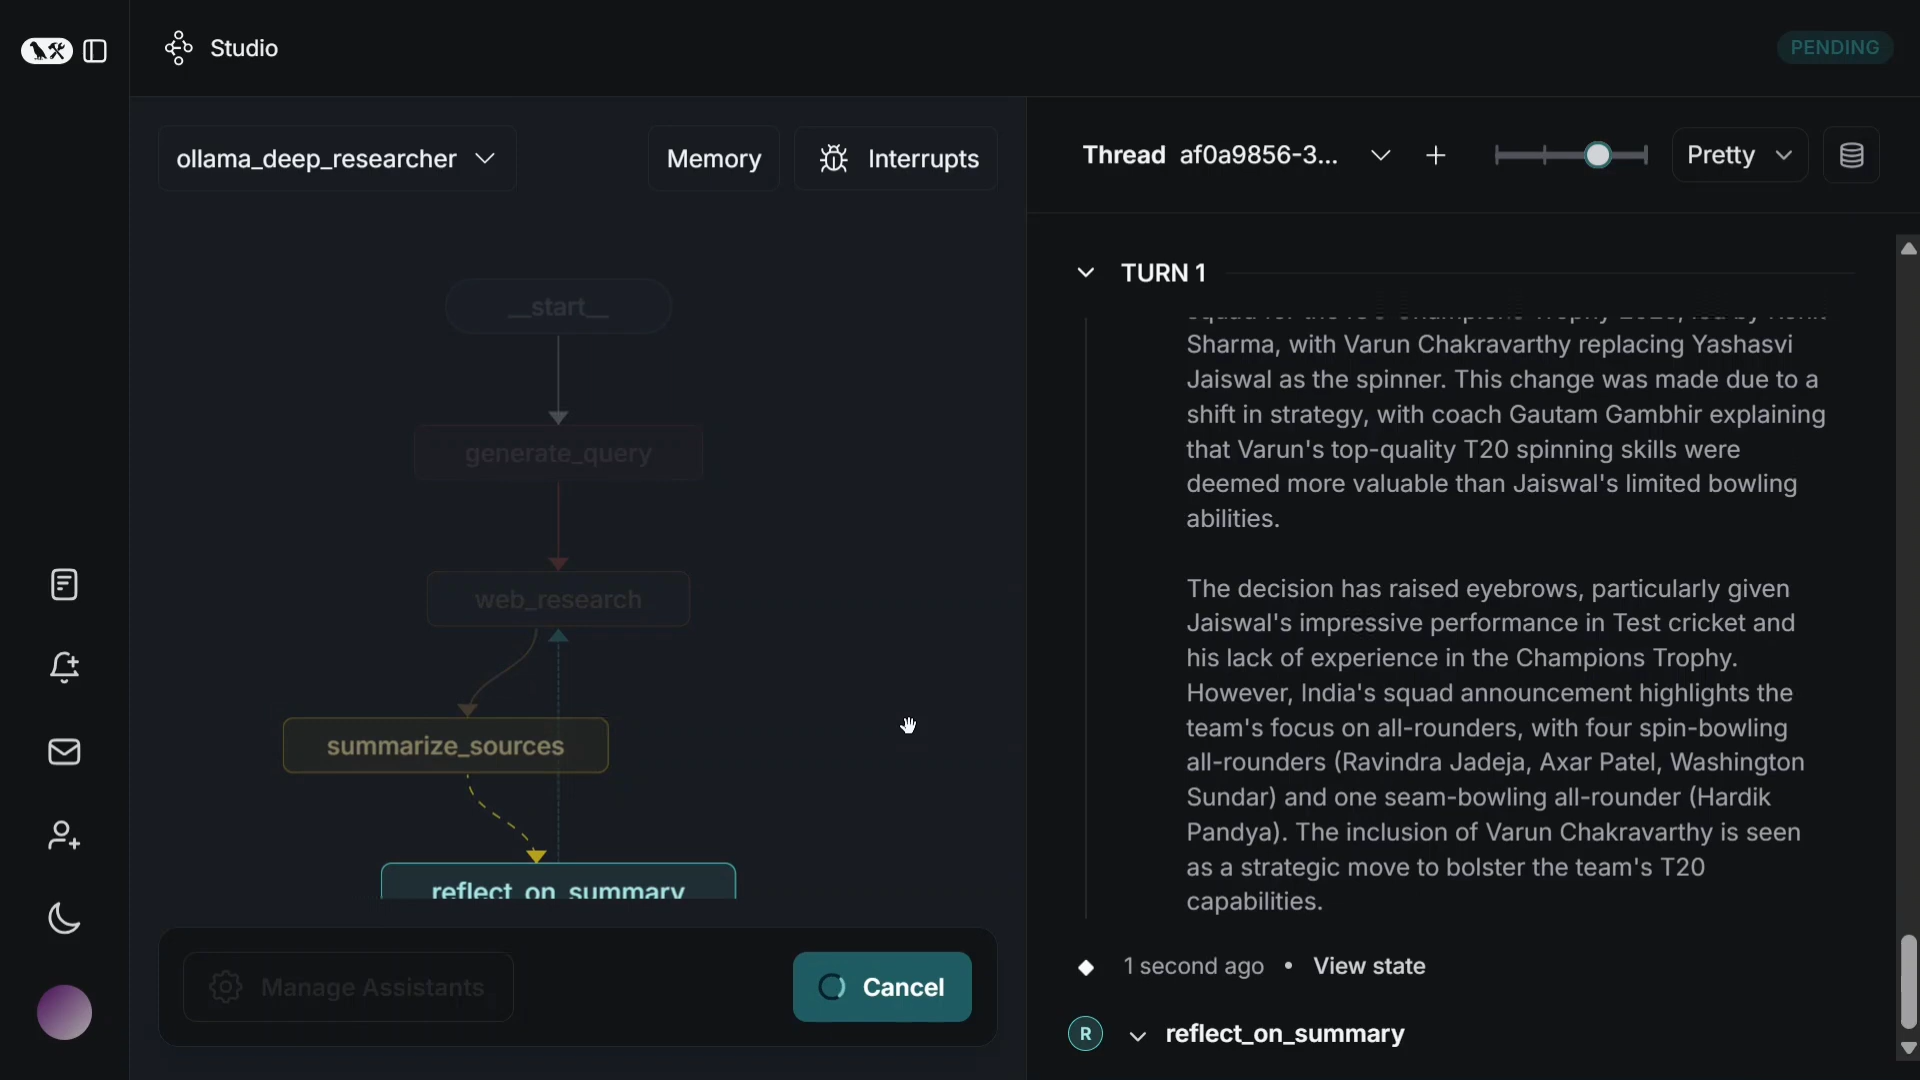 Studio
PENDING
ollama_deep_researcher
Memory
Interrupts
Thread af0a9856-3...
Pretty
__start__
generate_query
web_research
summarize_sources
reflect_on_summary
Manage Assistants
Cancel
TURN 1
Sharma, with Varun Chakravarthy replacing Yashasvi
Jaiswal as the spinner. This change was made due to a
shift in strategy, with coach Gautam Gambhir explaining
that Varun's top-quality T20 spinning skills were
deemed more valuable than Jaiswal's limited bowling
abilities.
The decision has raised eyebrows, particularly given
Jaiswal's impressive performance in Test cricket and
his lack of experience in the Champions Trophy.
However, India's squad announcement highlights the
team's focus on all-rounders, with four spin-bowling
all-rounders (Ravindra Jadeja, Axar Patel, Washington
Sundar) and one seam-bowling all-rounder (Hardik
Pandya). The inclusion of Varun Chakravarthy is seen
as a strategic move to bolster the team's T20
capabilities.
1 second ago • View state
R reflect_on_summary